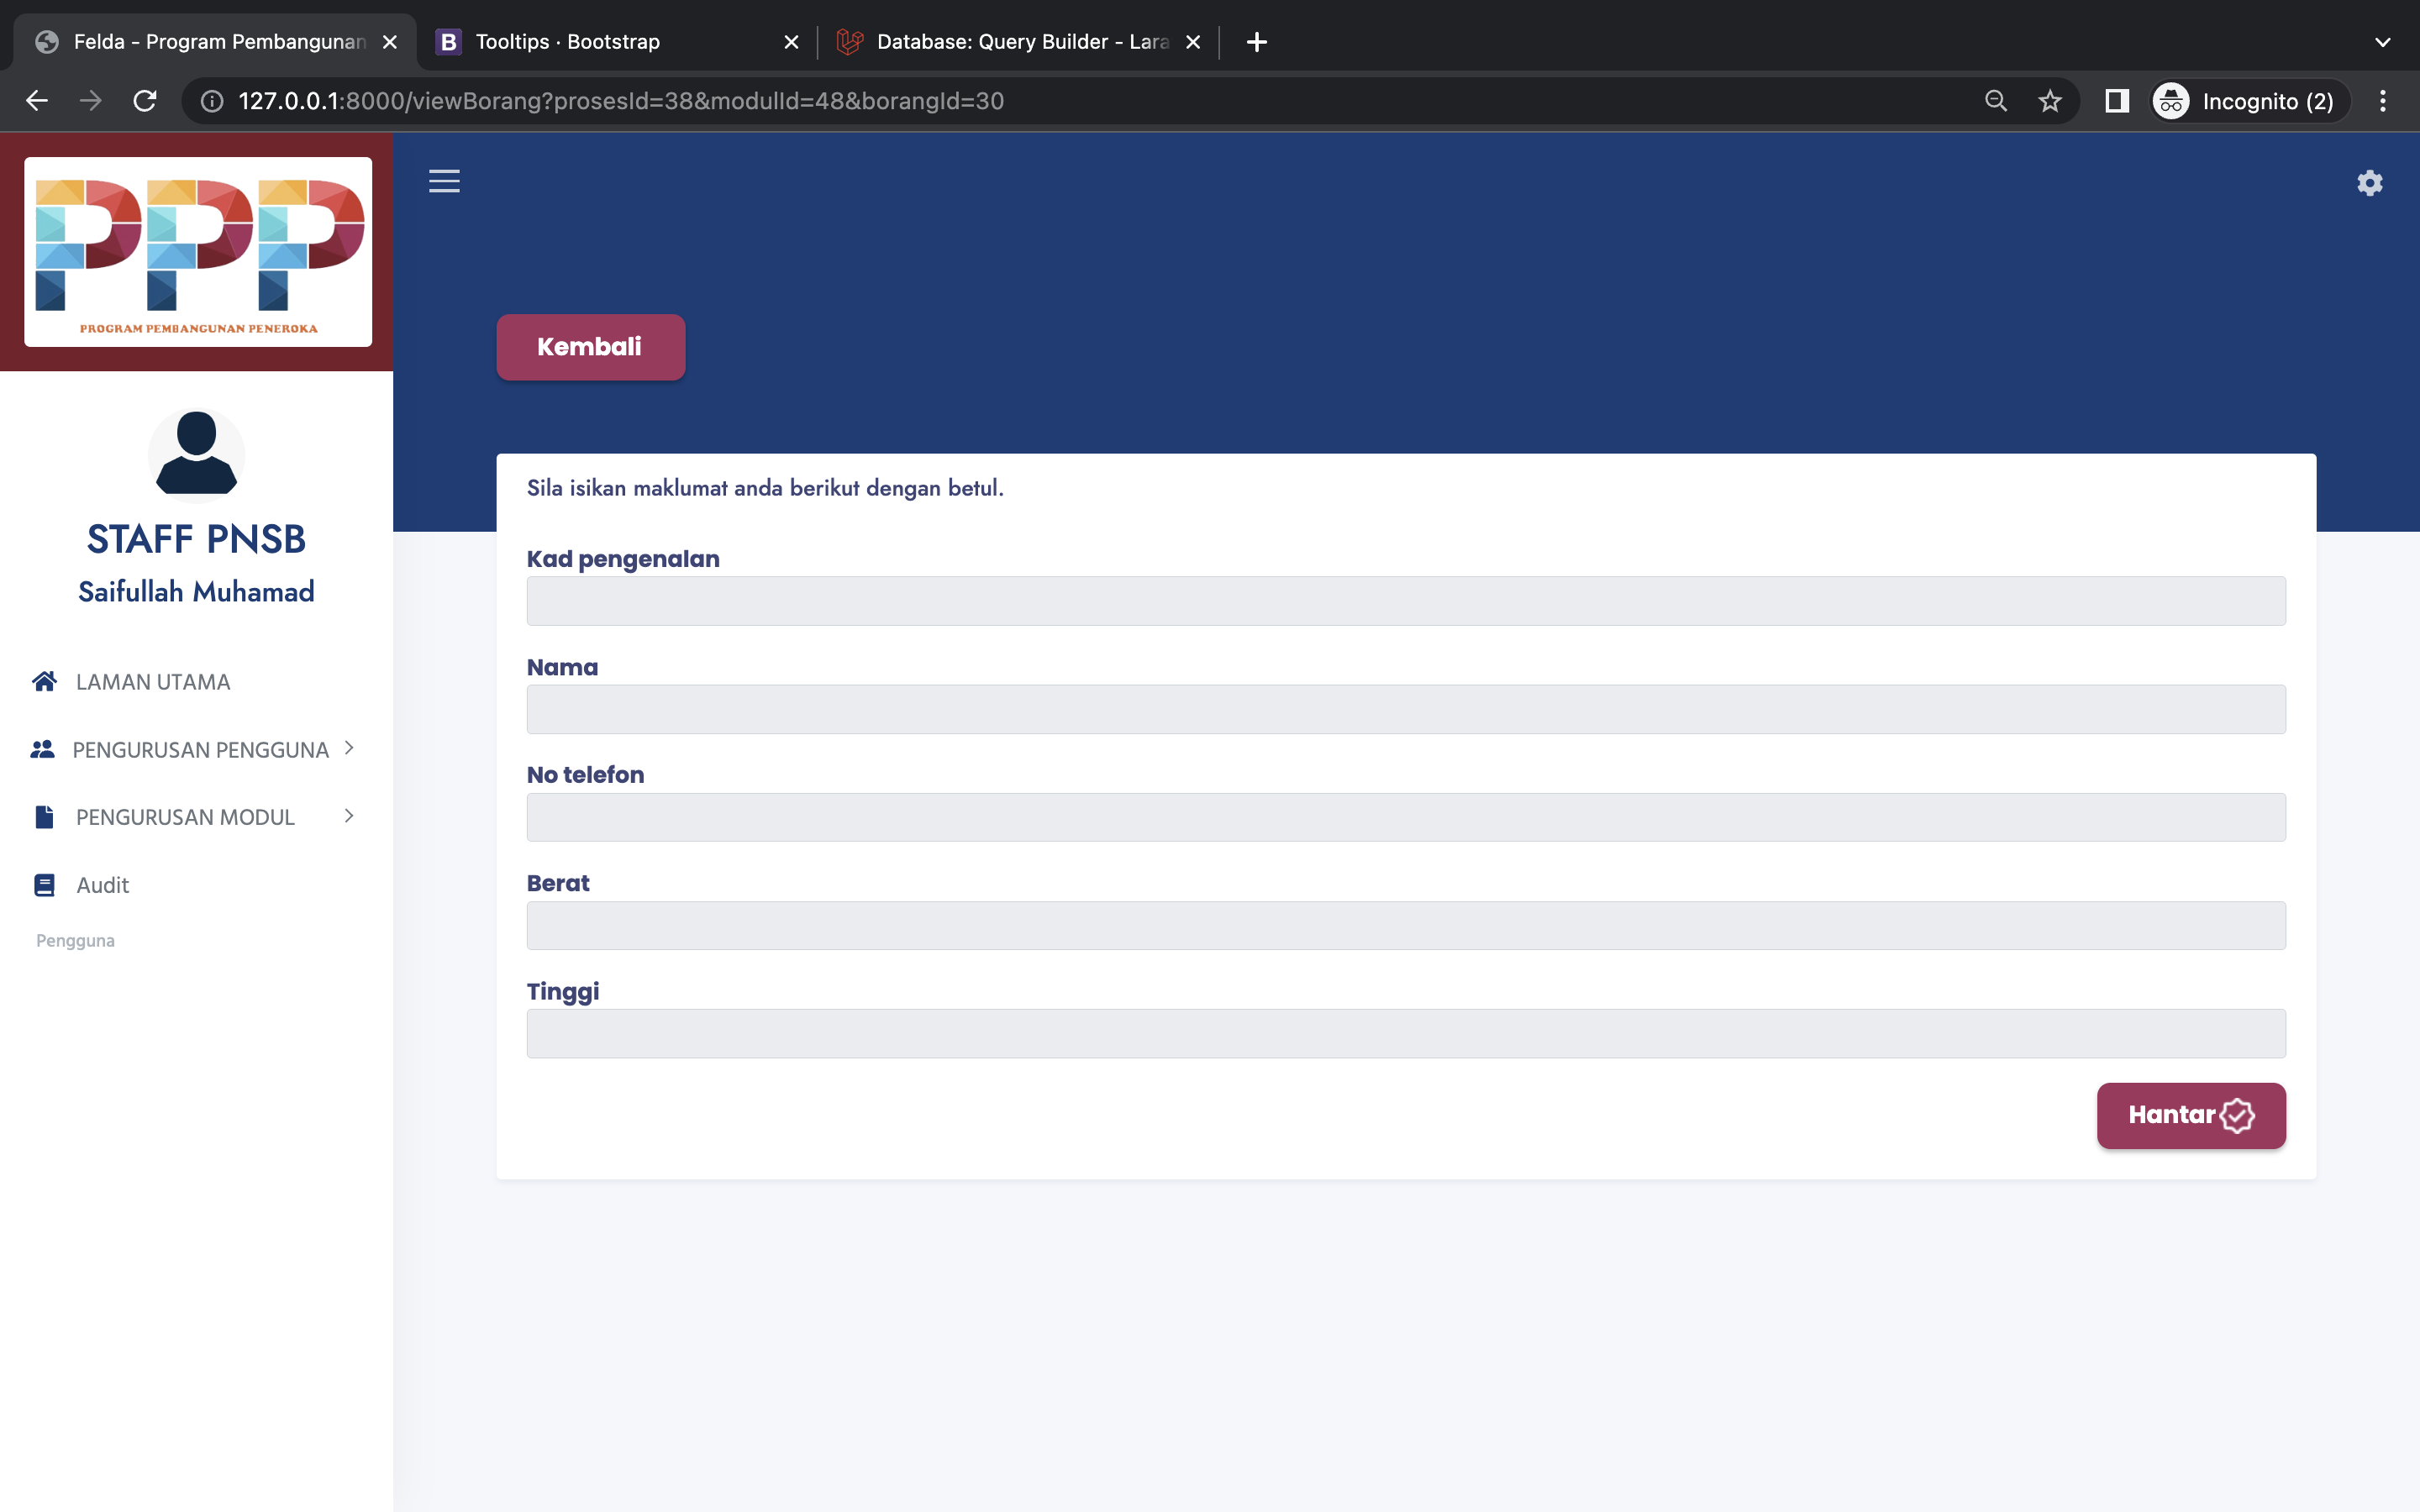 Felda - Program Pembangunan
Tooltips · Bootstrap
Database: Query Builder - Lara
127.0.0.1:8000/viewBorang?prosesId=38&modulId=48&borangId=30
Incognito (2)
PPP
PROGRAM PEMBANGUNAN PENEROKA
STAFF PNSB
Saifullah Muhamad
LAMAN UTAMA
PENGURUSAN PENGGUNA
PENGURUSAN MODUL
Audit
Pengguna
Kembali
Sila isikan maklumat anda berikut dengan betul.
Kad pengenalan
Nama
No telefon
Berat
Tinggi
Hantar